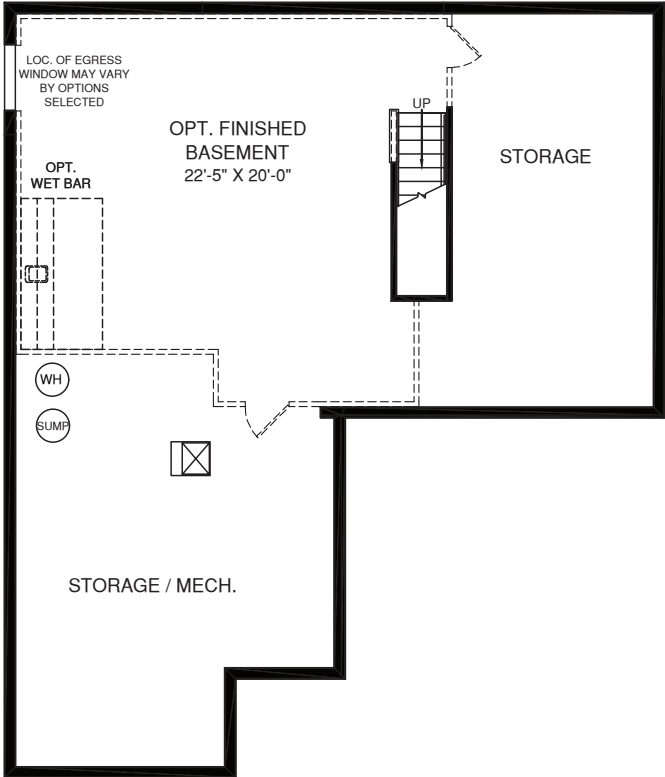 LOC. OF EGRESS
WINDOW MAY VARY
BY OPTIONS
SELECTED
UP
OPT. FINISHED
BASEMENT
22'-5" X 20'-0"
STORAGE
OPT.
WET BAR
WH
SUMP
STORAGE / MECH.